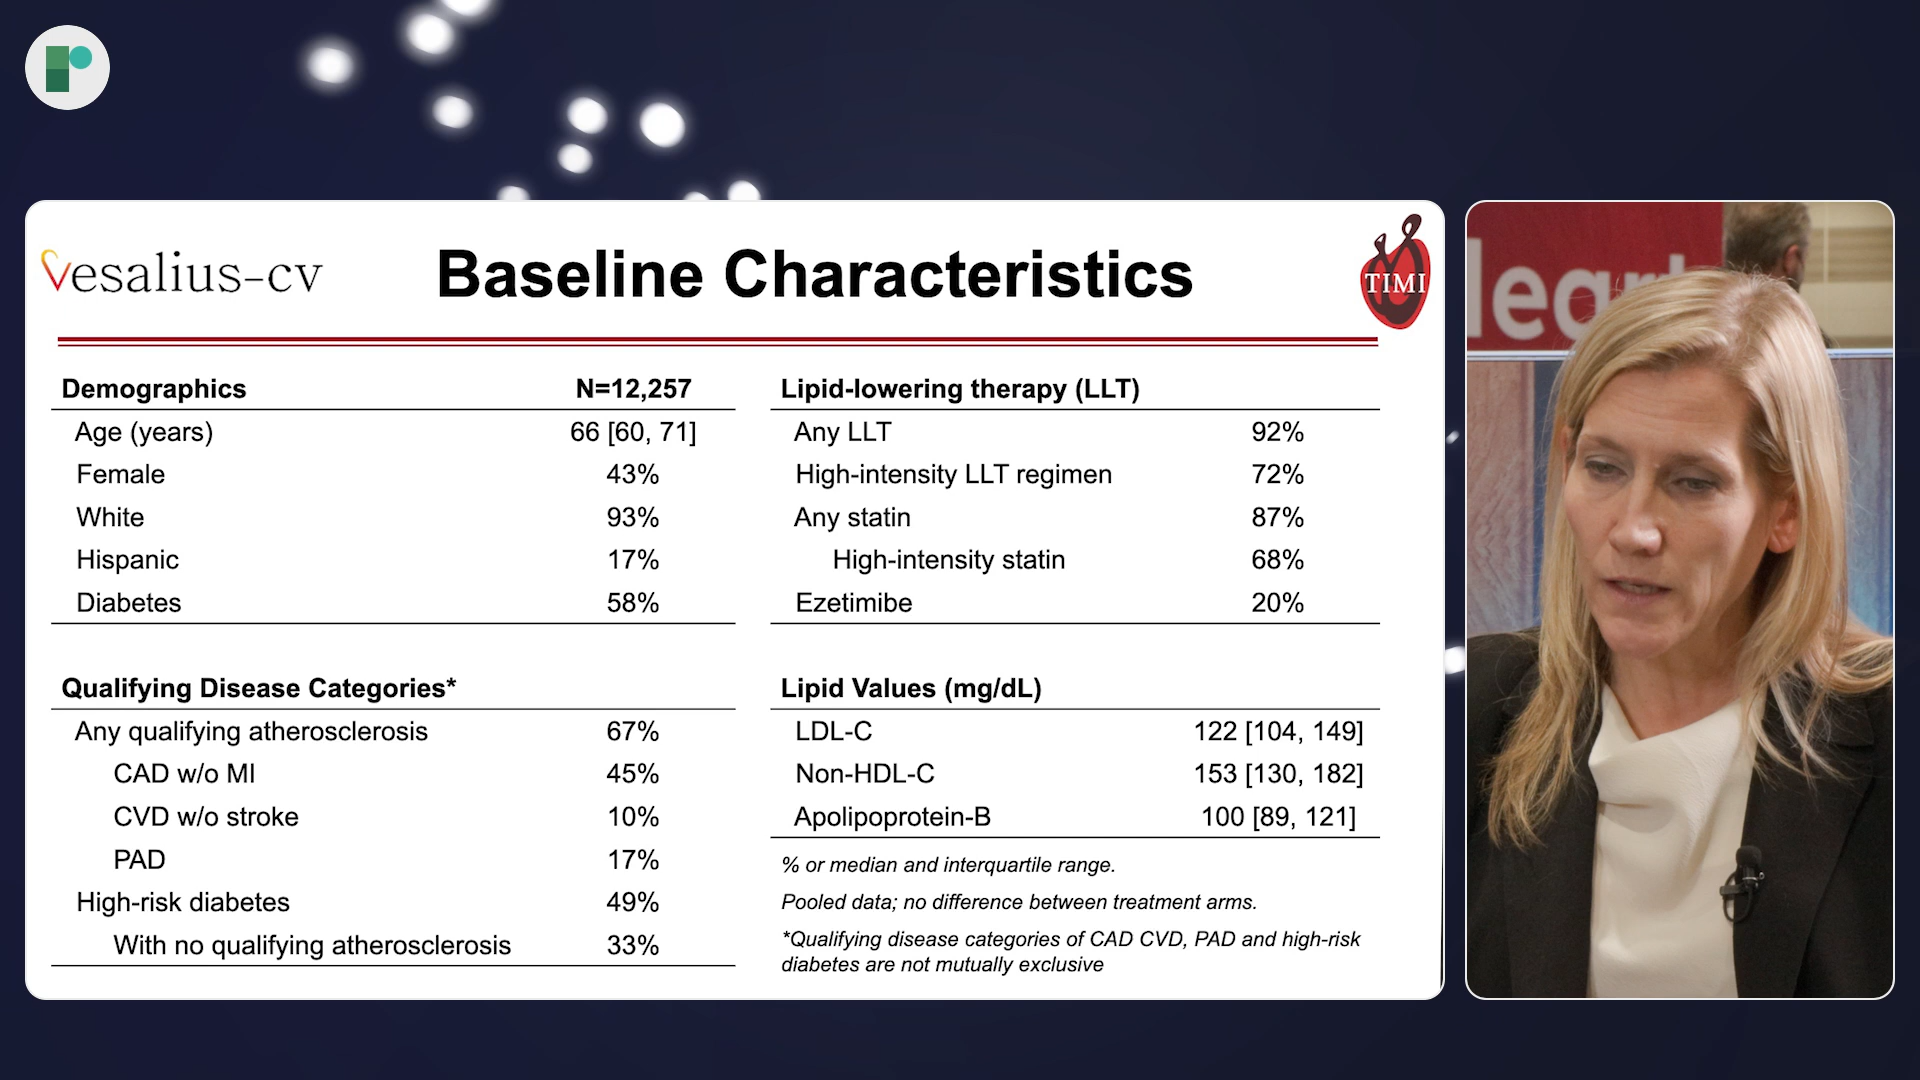 vesalius-cv
Baseline Characteristics
TIMI
Demographics N=12,257
Age (years) 66 [60, 71]
Female 43%
White 93%
Hispanic 17%
Diabetes 58%
Qualifying Disease Categories*
Any qualifying atherosclerosis 67%
CAD w/o MI 45%
CVD w/o stroke 10%
PAD 17%
High-risk diabetes 49%
With no qualifying atherosclerosis 33%
Lipid-lowering therapy (LLT)
Any LLT 92%
High-intensity LLT regimen 72%
Any statin 87%
High-intensity statin 68%
Ezetimibe 20%
Lipid Values (mg/dL)
LDL-C 122 [104, 149]
Non-HDL-C 153 [130, 182]
Apolipoprotein-B 100 [89, 121]
% or median and interquartile range.
Pooled data; no difference between treatment arms.
*Qualifying disease categories of CAD CVD, PAD and high-risk
diabetes are not mutually exclusive